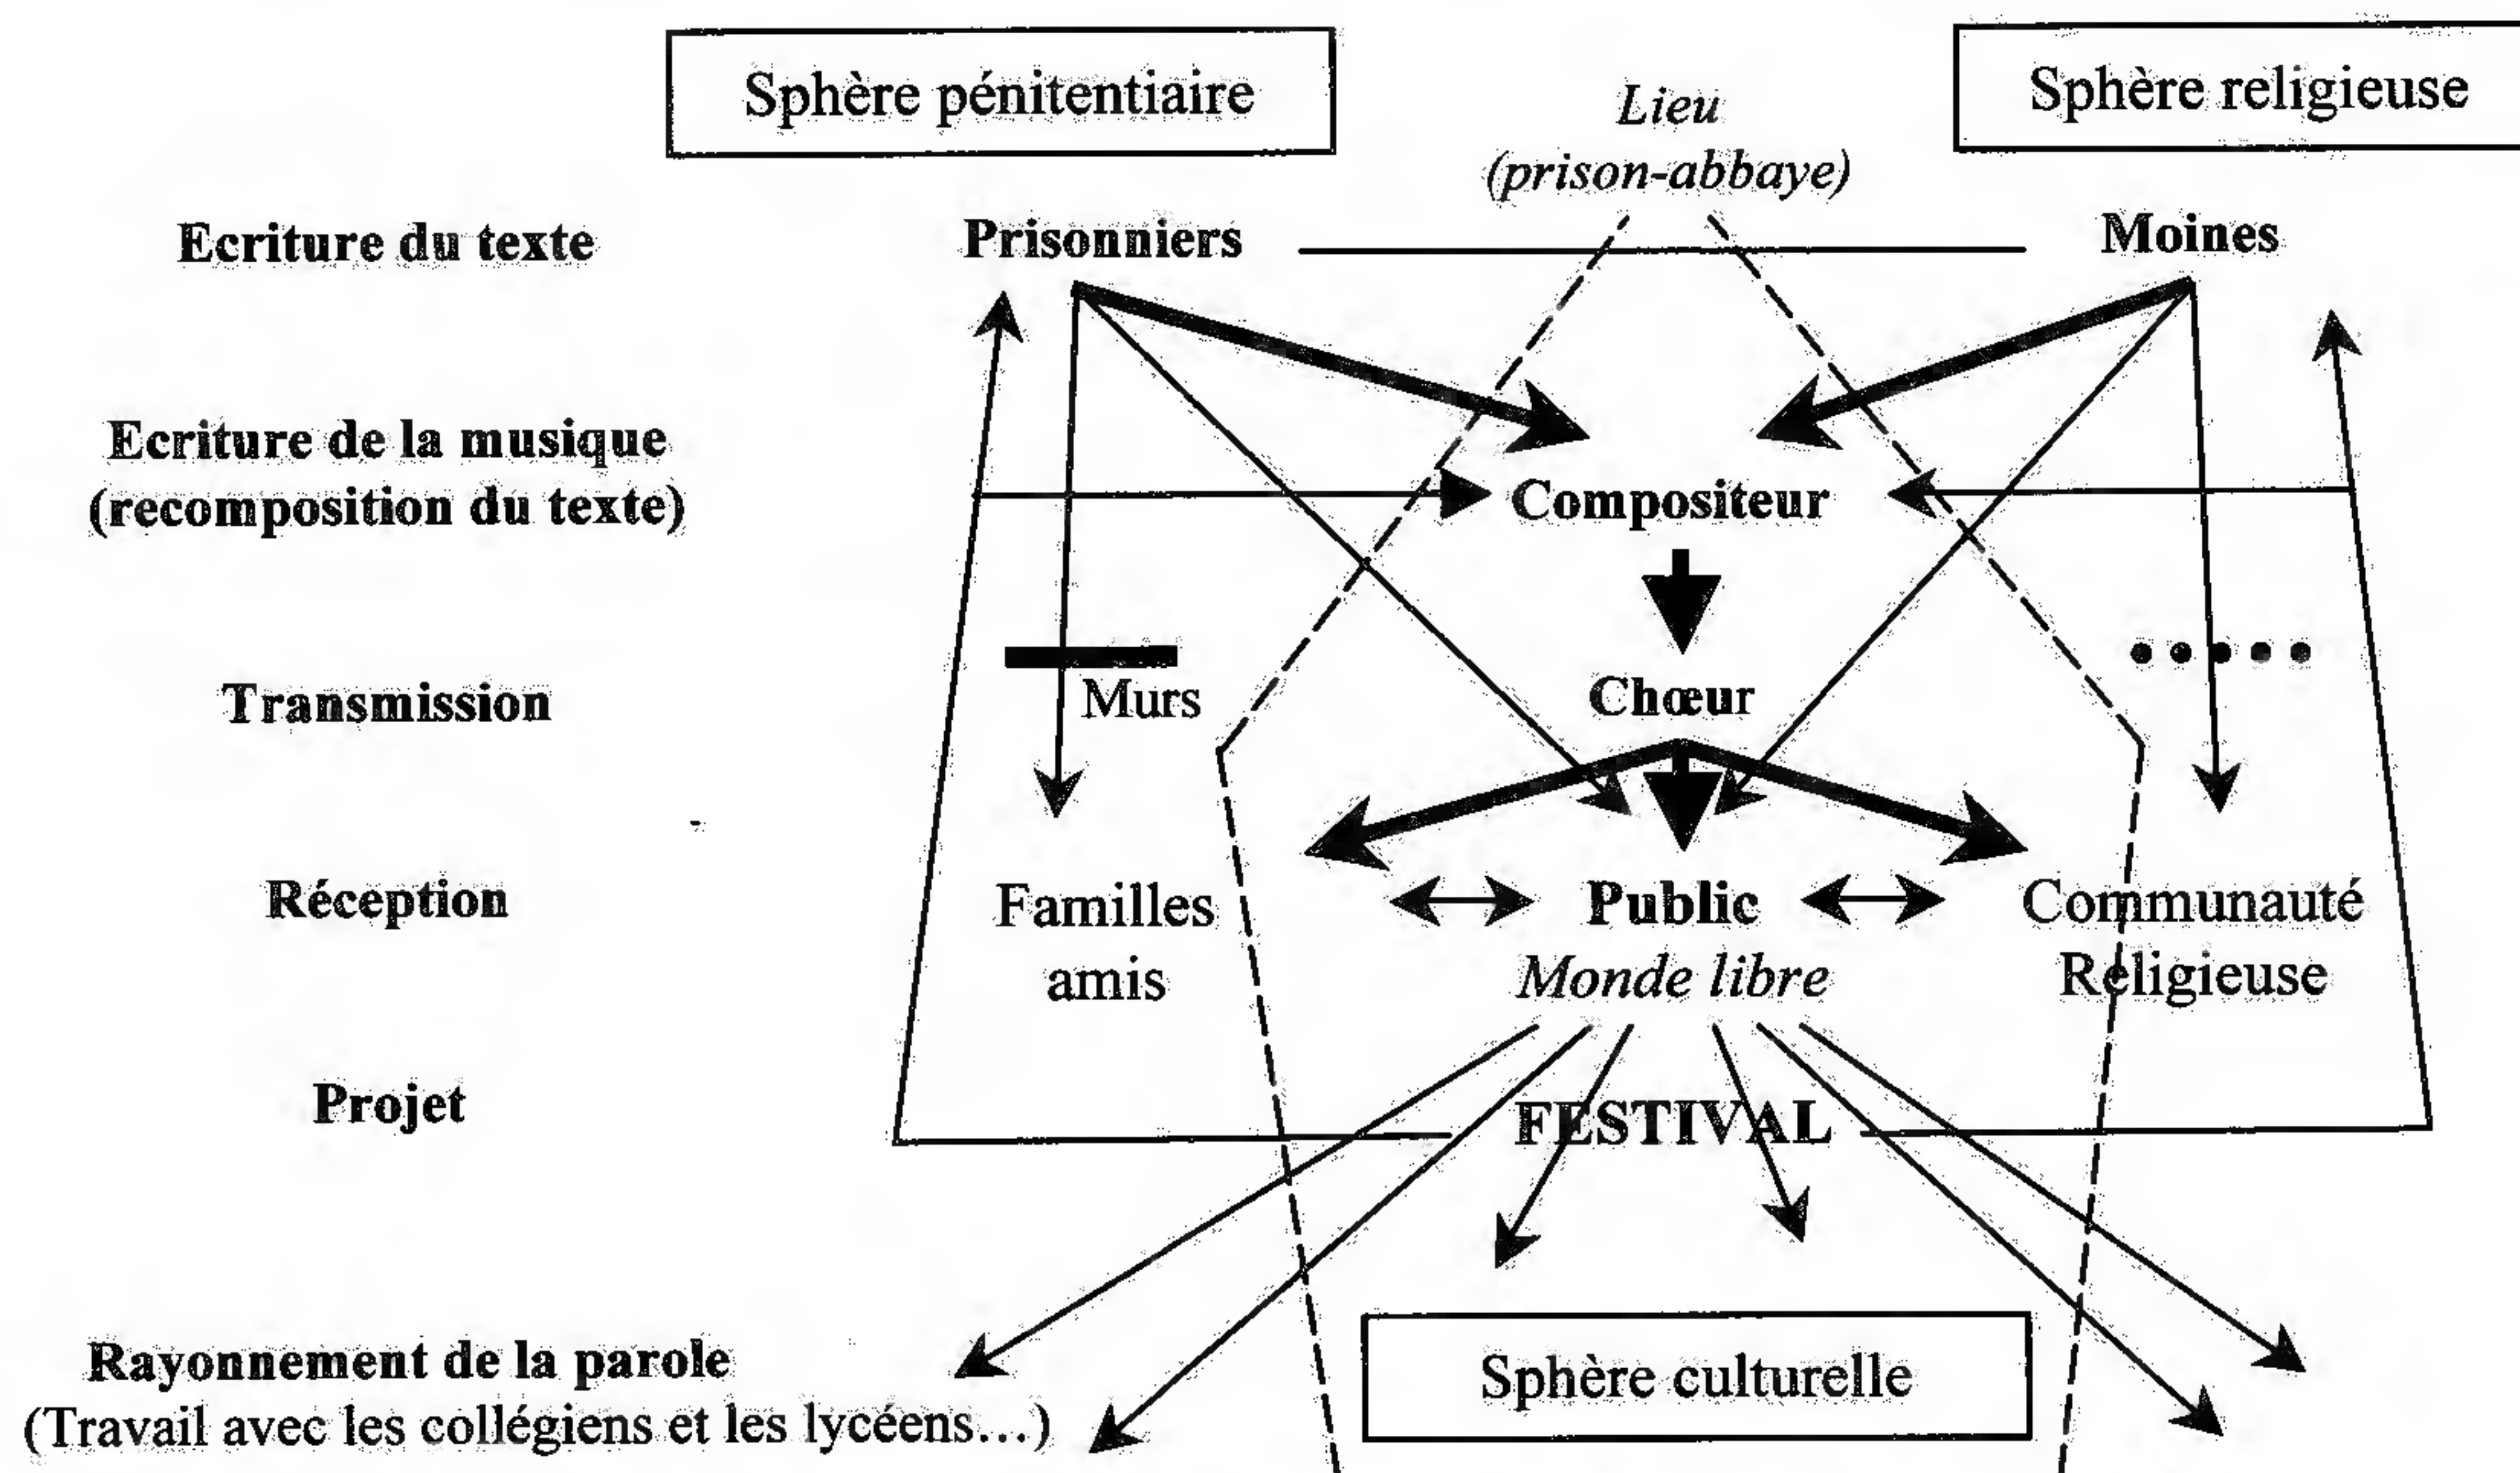 Sphère pénitentiaire
Lieu
(prison-abbaye)
Sphère religieuse
Ecriture du texte
Prisonniers
Moines
Ecriture de la musique
(recomposition du texte)
Compositeur
Murs
Transmission
Chœur
Réception
Familles
amis
Public
Monde libre
Communauté
Religieuse
Projet
FESTIVAL
Rayonnement de la parole
(Travail avec les collégiens et les lycéens…)
Sphère culturelle